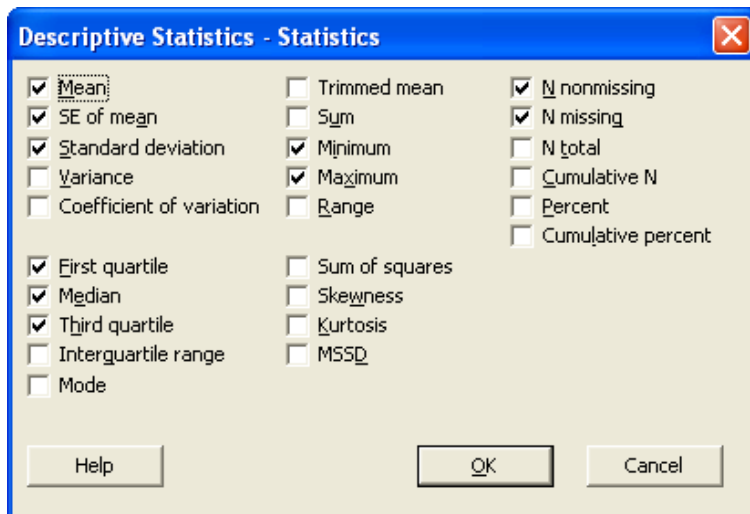 Descriptive Statistics - Statistics
Mean
SE of mean
Standard deviation
Variance
Coefficient of variation
First quartile
Median
Third quartile
Interquartile range
Mode
Trimmed mean
Sum
Minimum
Maximum
Range
Sum of squares
Skewness
Kurtosis
MSSD
N nonmissing
N missing
N total
Cumulative N
Percent
Cumulative percent
Help
OK
Cancel